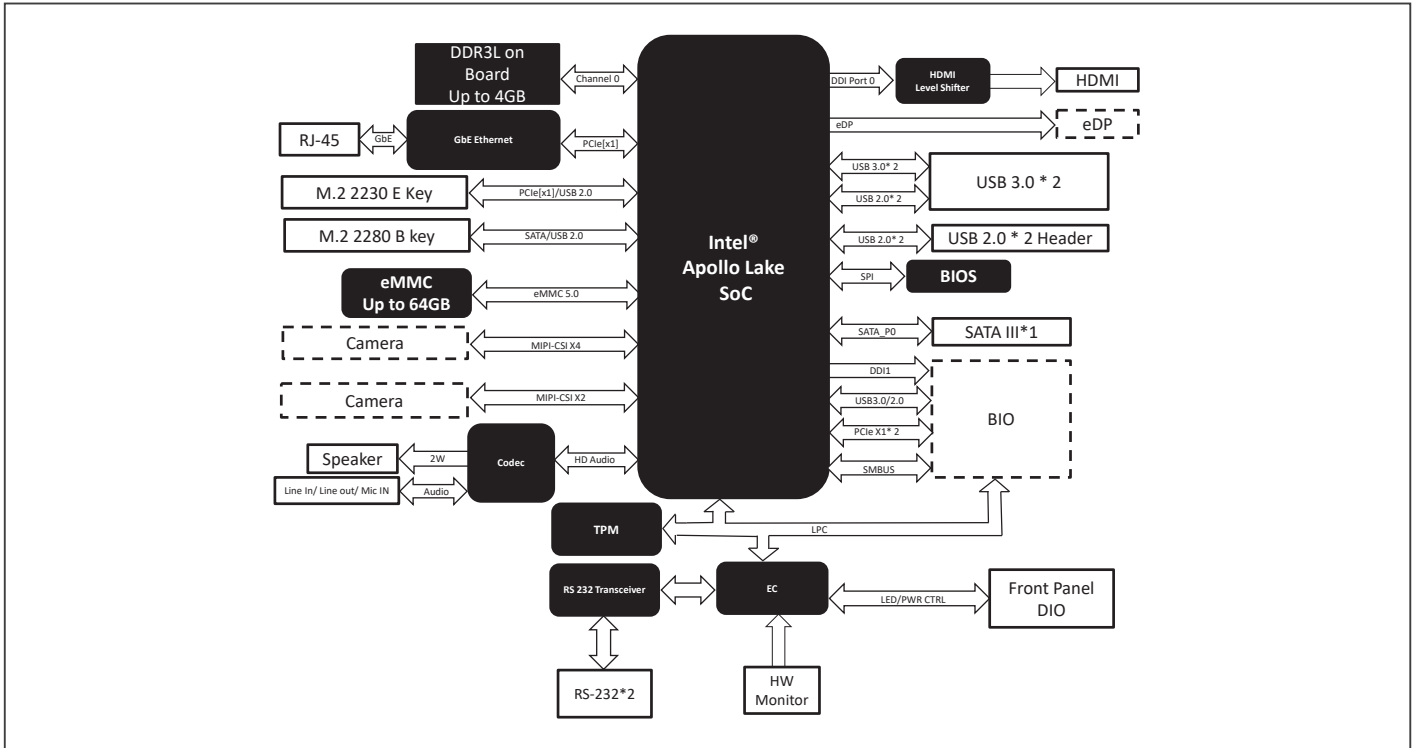 DDR3L on
Board
Up to 4GB
Channel 0
RJ-45
GbE
GbE Ethernet
PCIe[x1]
M.2 2230 E Key
PCIe[x1]/USB 2.0
M.2 2280 B key
SATA/USB 2.0
eMMC
Up to 64GB
eMMC 5.0
Camera
MIPI-CSI X4
Camera
MIPI-CSI X2
Speaker
2W
Codec
HD Audio
Line In/ Line out/ Mic IN
Audio
Intel®
Apollo Lake
SoC
DDI Port 0
HDMI
Level Shifter
HDMI
eDP
eDP
USB 3.0* 2
USB 2.0* 2
USB 3.0 * 2
USB 2.0* 2
USB 2.0 * 2 Header
SPI
BIOS
SATA_P0
SATA III*1
DDI1
USB3.0/2.0
PCIe X1* 2
SMBUS
BIO
TPM
LPC
RS 232 Transceiver
EC
LED/PWR CTRL
Front Panel
DIO
RS-232*2
HW
Monitor